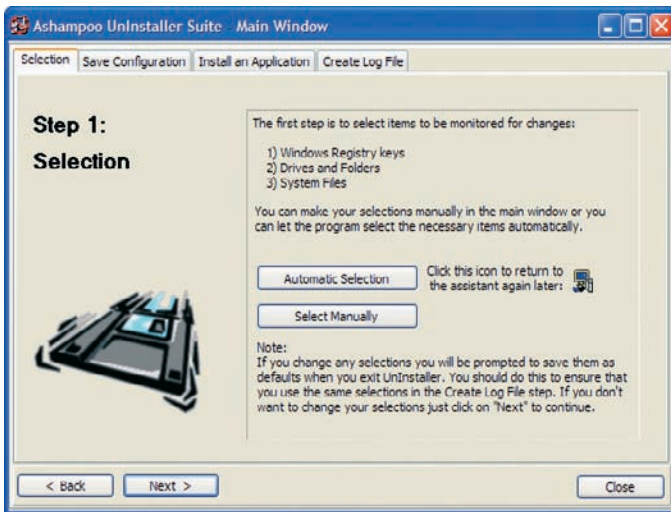 Ashampoo UnInstaller Suite - Main Window
Selection Save Configuration Install an Application Create Log File
Step 1:
Selection
The first step is to select items to be monitored for changes:
1) Windows Registry keys
2) Drives and Folders
3) System Files
You can make your selections manually in the main window or you
can let the program select the necessary items automatically.
Automatic Selection
Click this icon to return to
the assistant again later:
Select Manually
Note:
If you change any selections you will be prompted to save them as
defaults when you exit UnInstaller. You should do this to ensure that
you use the same selections in the Create Log File step. If you don't
want to change your selections just click on "Next" to continue.
< Back Next > Close